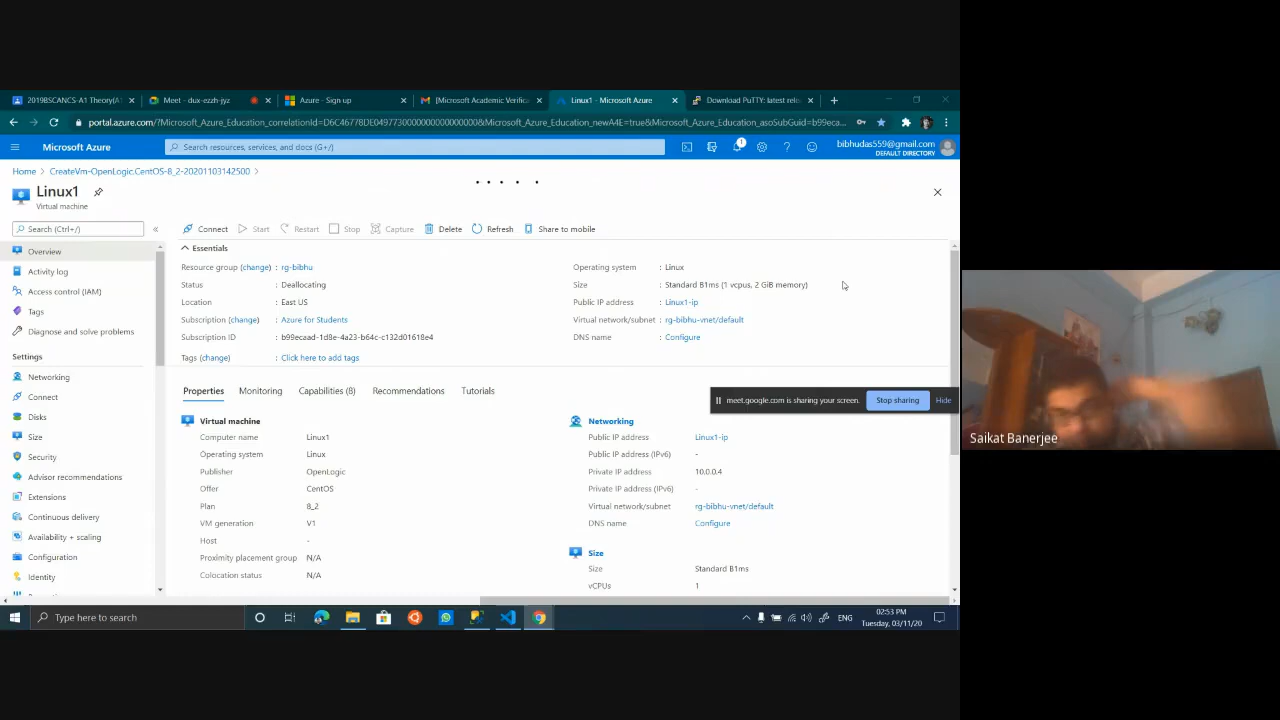 2019BSCANCS-A1 Theory(A1
Meet - dux-ezzh-jyz
Azure - Sign up
[Microsoft Academic Verifica
Linux1 - Microsoft Azure
Download PuTTY: latest rele
portal.azure.com/?Microsoft_Azure_Education_correlationId=D6C46778DE0497730000000000000000&Microsoft_Azure_Education_newA4E=true&Microsoft_Azure_Education_asoSubGuid=b99eca...
Microsoft Azure
Search resources, services, and docs (G+/)
1
bibhudas559@gmail.com
DEFAULT DIRECTORY
Home > CreateVm-OpenLogic.CentOS-8_2-20201103142500 >
Linux1
Virtual machine
Search (Ctrl+/)
«
Connect
Start
Restart
Stop
Capture
Delete
Refresh
Share to mobile
Overview
Activity log
Access control (IAM)
Tags
Diagnose and solve problems
Settings
Networking
Connect
Disks
Size
Security
Advisor recommendations
Extensions
Continuous delivery
Availability + scaling
Configuration
Identity
Essentials
Resource group (change) : rg-bibhu
Status : Deallocating
Location : East US
Subscription (change) : Azure for Students
Subscription ID : b99ecaad-1d8e-4a23-b64c-c132d01618e4
Tags (change) : Click here to add tags
Operating system : Linux
Size : Standard B1ms (1 vcpus, 2 GiB memory)
Public IP address : Linux1-ip
Virtual network/subnet : rg-bibhu-vnet/default
DNS name : Configure
Properties
Monitoring
Capabilities (8)
Recommendations
Tutorials
meet.google.com is sharing your screen.
Stop sharing
Hide
Virtual machine
Computer name Linux1
Operating system Linux
Publisher OpenLogic
Offer CentOS
Plan 8_2
VM generation V1
Host -
Proximity placement group N/A
Colocation status N/A
Networking
Public IP address Linux1-ip
Public IP address (IPv6) -
Private IP address 10.0.0.4
Private IP address (IPv6) -
Virtual network/subnet rg-bibhu-vnet/default
DNS name Configure
Size
Size Standard B1ms
vCPUs 1
Saikat Banerjee
Type here to search
ENG
02:53 PM
Tuesday, 03/11/20